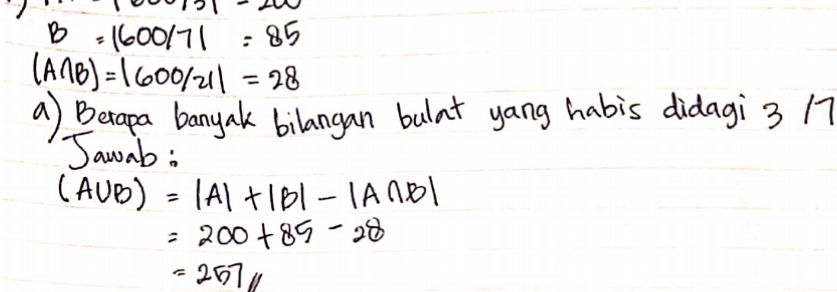 B = |600/7| = 85
(A∩B) = |600/21| = 28
a) Berapa banyak bilangan bulat yang habis didagi 3 /7
Jawab :
(A∪B) = |A| + |B| - |A∩B|
= 200 + 85 - 28
= 257 //